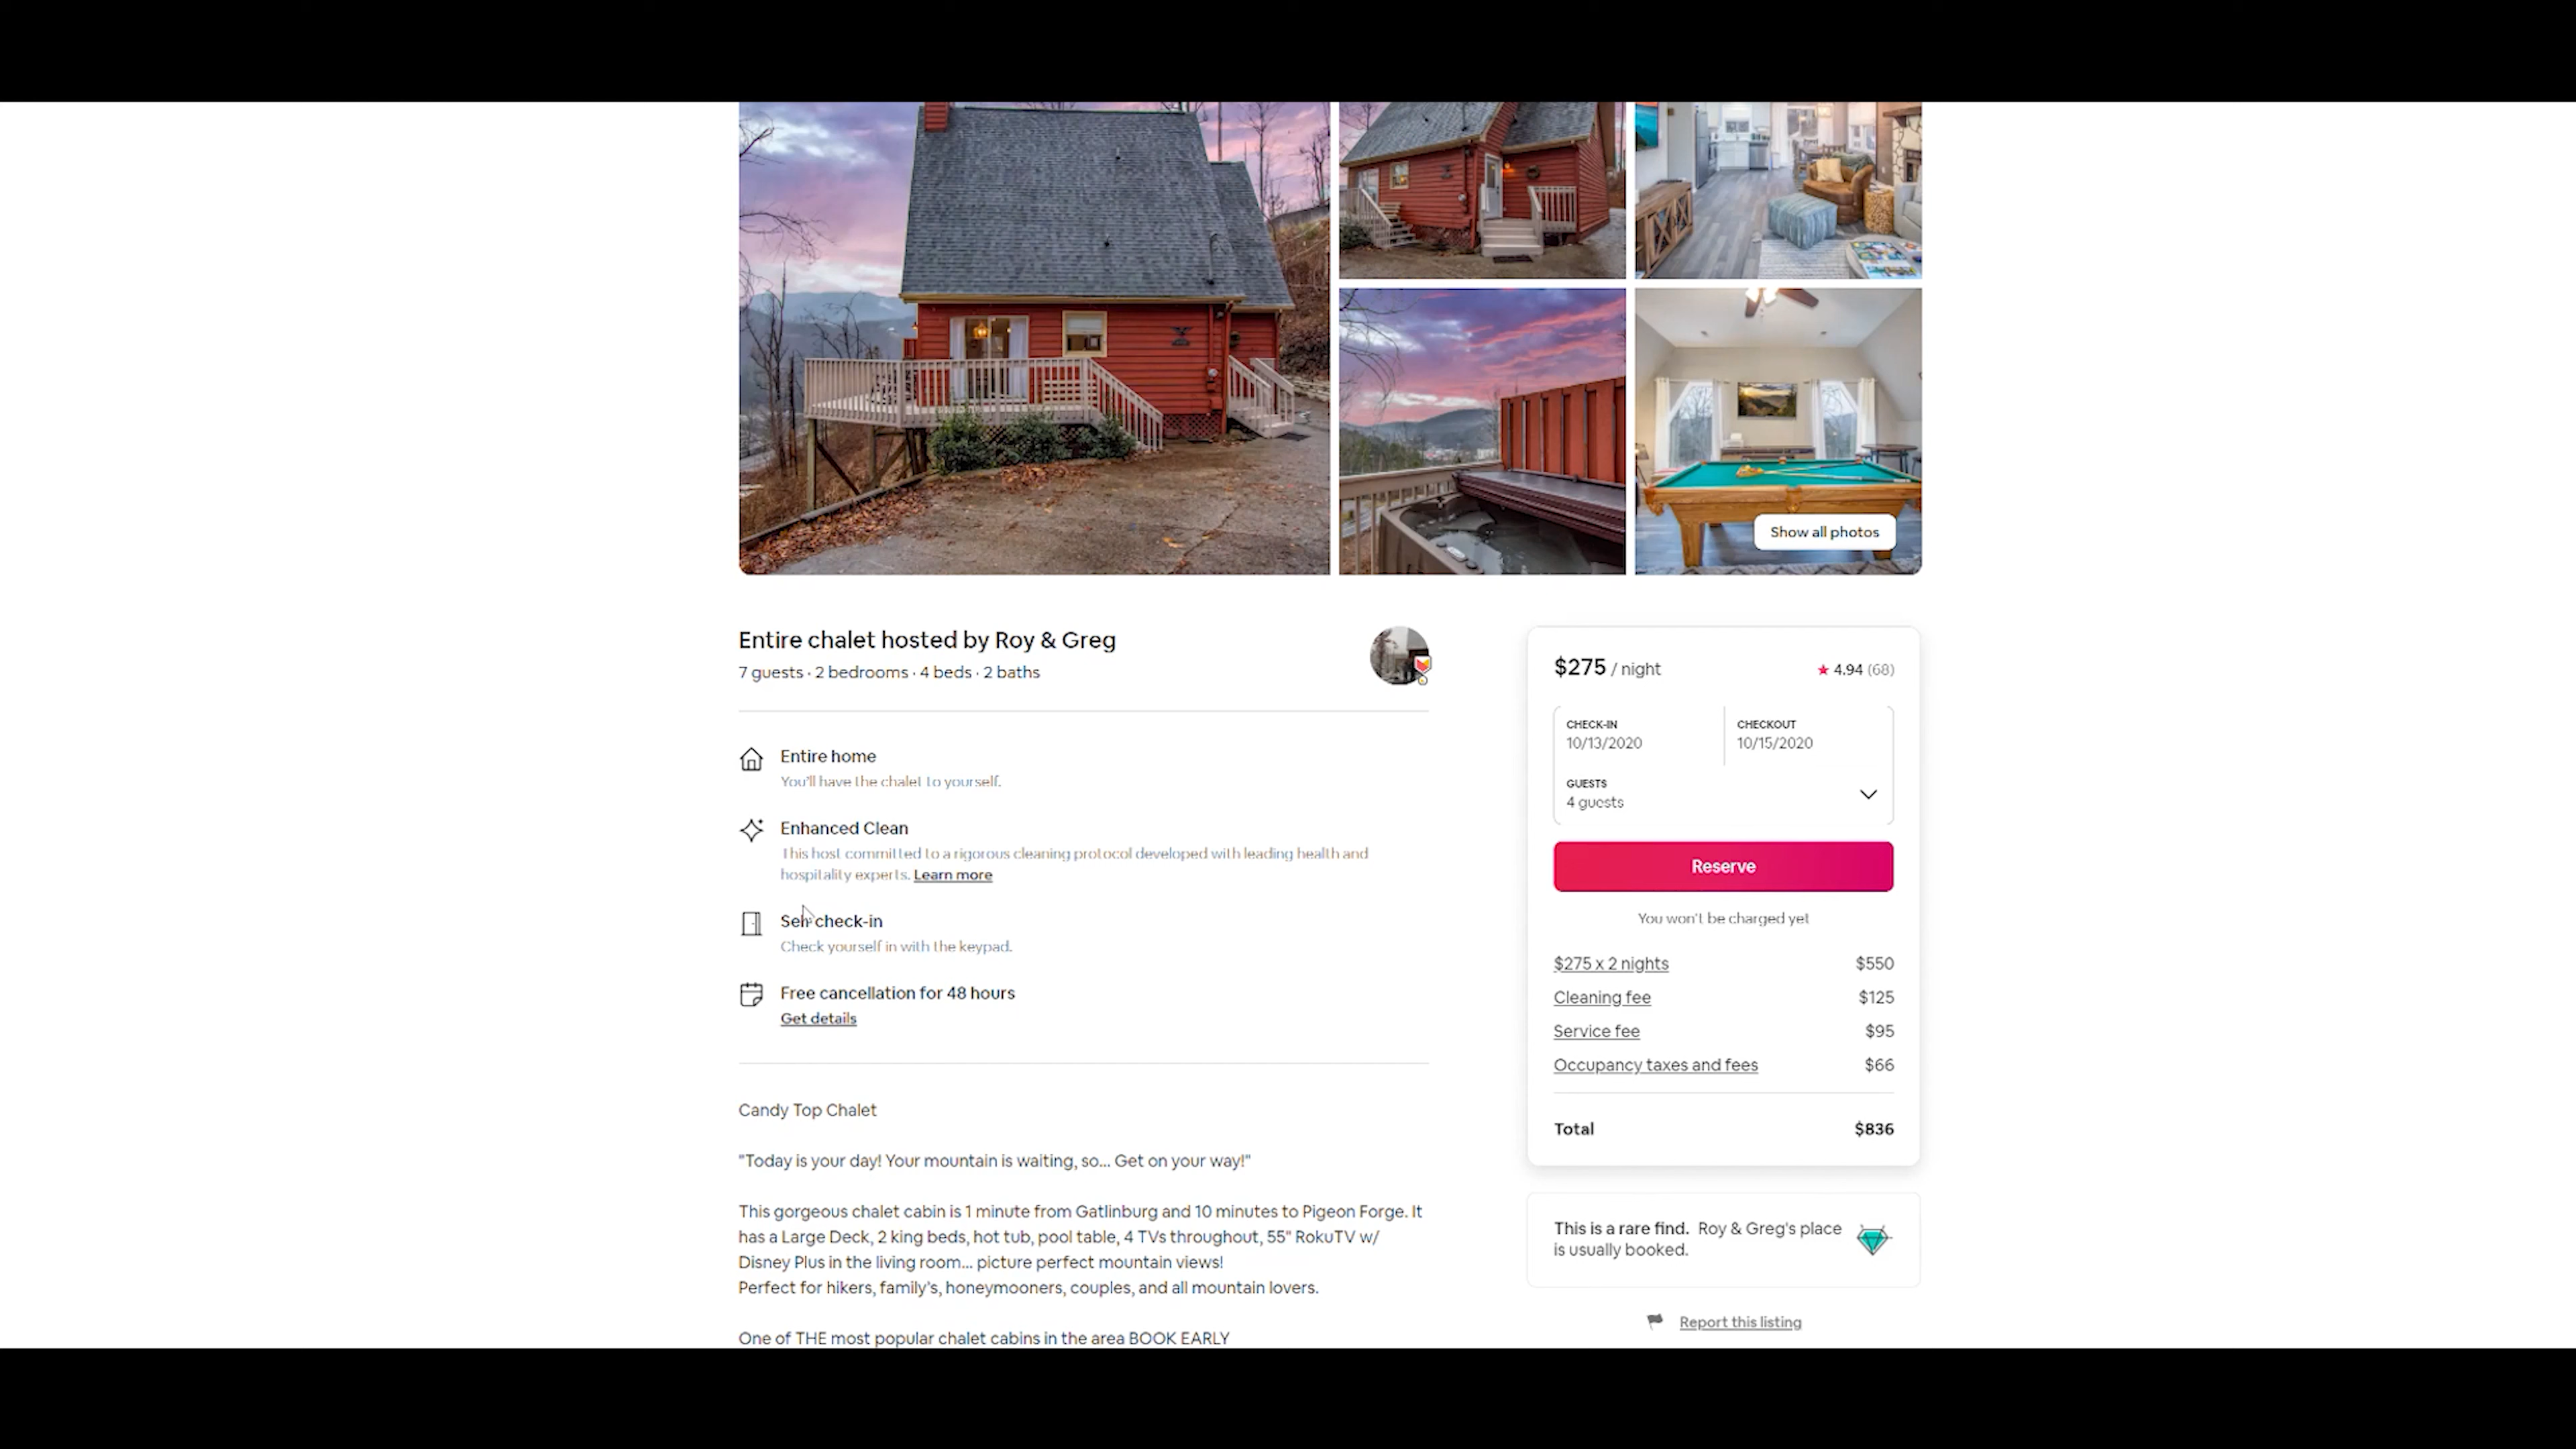 Show all photos
Entire chalet hosted by Roy & Greg
7 guests · 2 bedrooms · 4 beds · 2 baths
Entire home
You'll have the chalet to yourself.
Enhanced Clean
This host committed to a rigorous cleaning protocol developed with leading health and
hospitality experts. Learn more
Self check-in
Check yourself in with the keypad.
Free cancellation for 48 hours
Get details
Candy Top Chalet
"Today is your day! Your mountain is waiting, so... Get on your way!"
This gorgeous chalet cabin is 1 minute from Gatlinburg and 10 minutes to Pigeon Forge. It
has a Large Deck, 2 king beds, hot tub, pool table, 4 TVs throughout, 55" RokuTV w/
Disney Plus in the living room... picture perfect mountain views!
Perfect for hikers, family's, honeymooners, couples, and all mountain lovers.
One of THE most popular chalet cabins in the area BOOK EARLY
$275 / night
4.94 (68)
CHECK-IN
10/13/2020
CHECKOUT
10/15/2020
GUESTS
4 guests
Reserve
You won't be charged yet
$275 x 2 nights $550
Cleaning fee $125
Service fee $95
Occupancy taxes and fees $66
Total $836
This is a rare find. Roy & Greg's place
is usually booked.
Report this listing